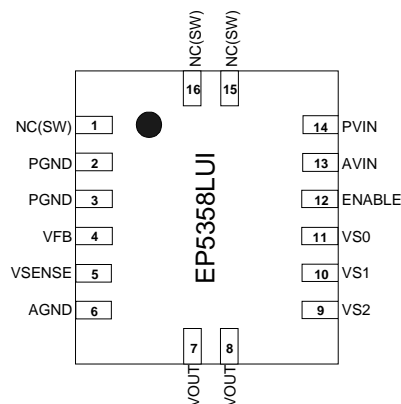 NC(SW)
NC(SW)
16
15
NC(SW) 1
14 PVIN
PGND 2
13 AVIN
PGND 3
12 ENABLE
VFB 4
11 VS0
VSENSE 5
10 VS1
AGND 6
9 VS2
EP5358LUI
7
8
VOUT
VOUT